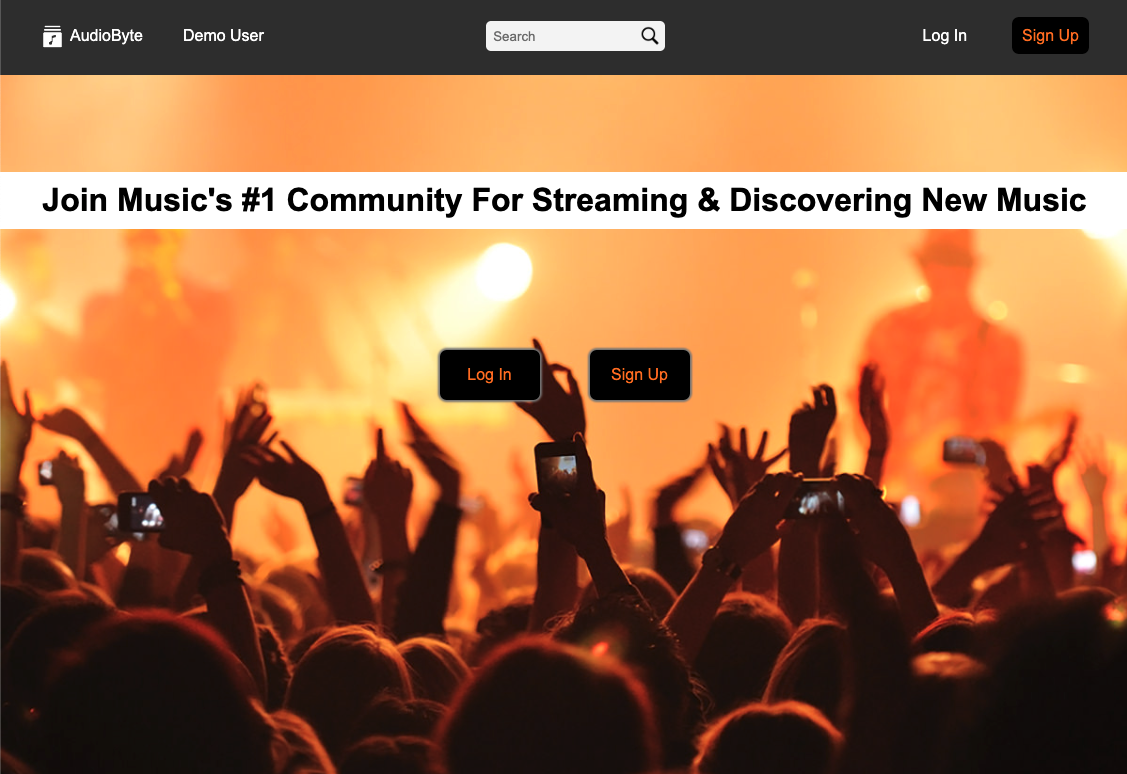 AudioByte
Demo User
Search
Log In
Sign Up
Join Music's #1 Community For Streaming & Discovering New Music
Log In
Sign Up